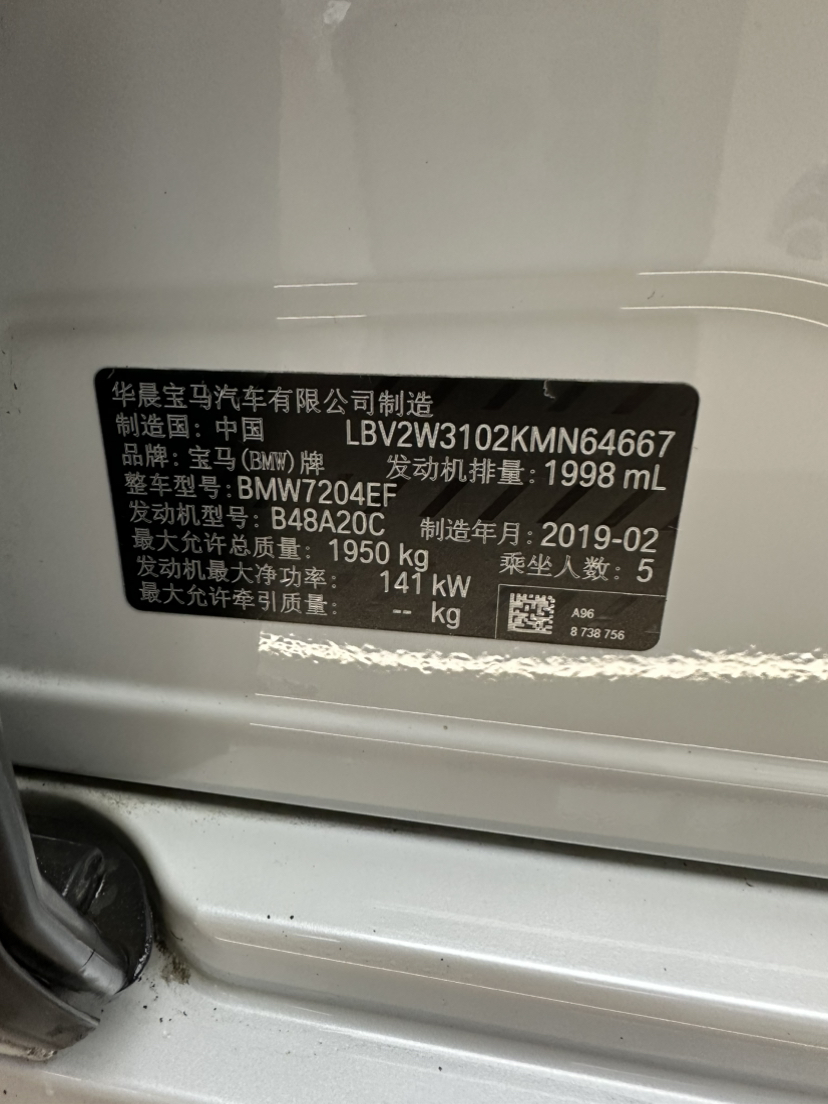 华晨宝马汽车有限公司制造
制造国: 中国 LBV2W3102KMN64667
品牌: 宝马(BMW)牌 发动机排量: 1998 mL
整车型号: BMW7204EF
发动机型号: B48A20C 制造年月: 2019-02
最大允许总质量: 1950 kg 乘坐人数: 5
发动机最大净功率: 141 kW
最大允许牵引质量: -- kg
A96
8 738 756